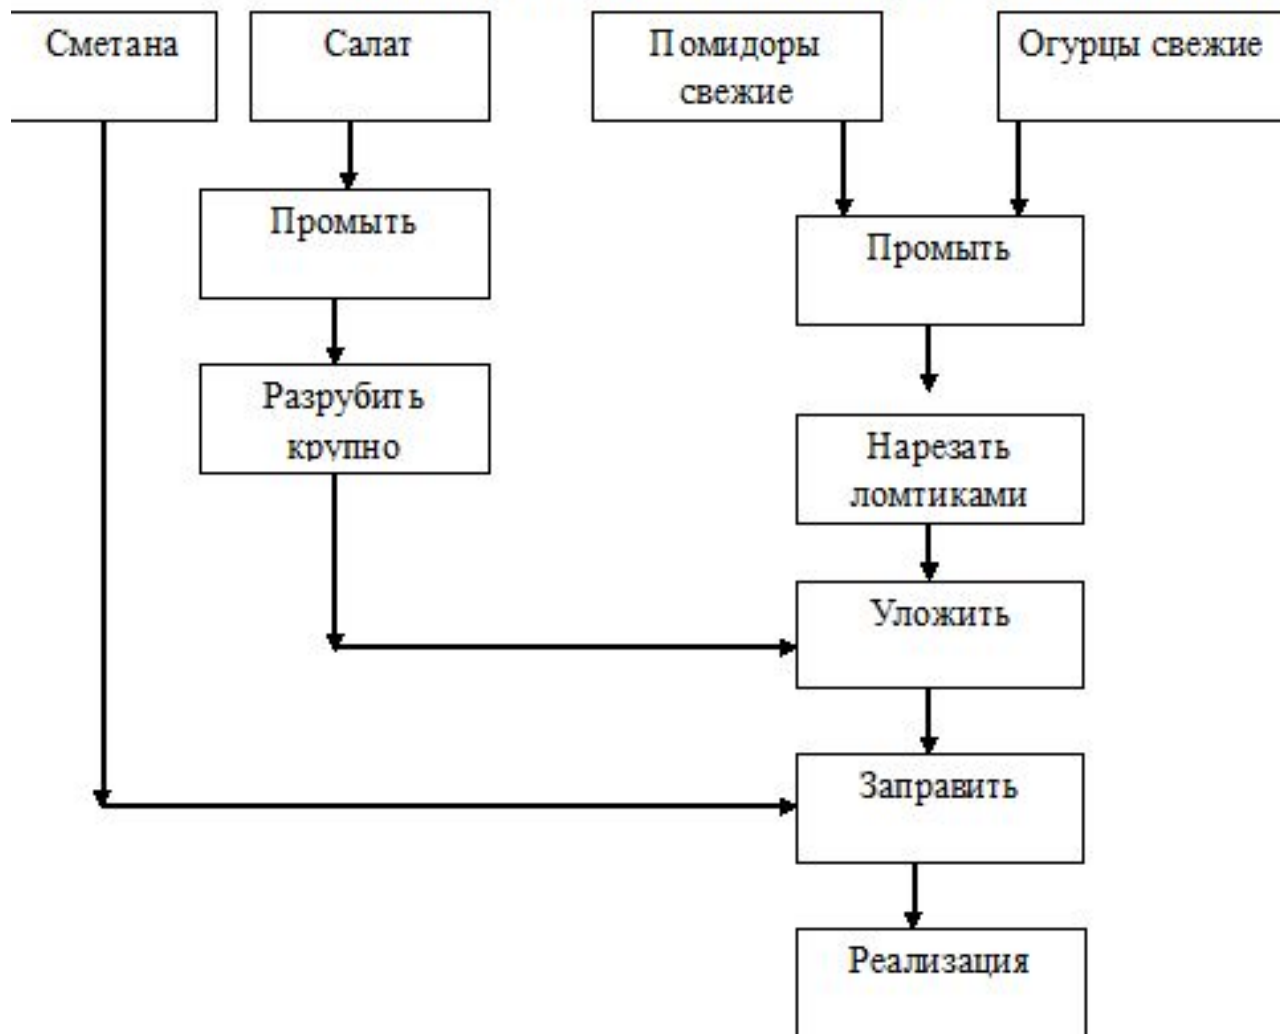 Сметана
Салат
Помидоры
свежие
Огурцы свежие
Промыть
Промыть
Разрубить
крупно
Нарезать
ломтиками
Уложить
Заправить
Реализация